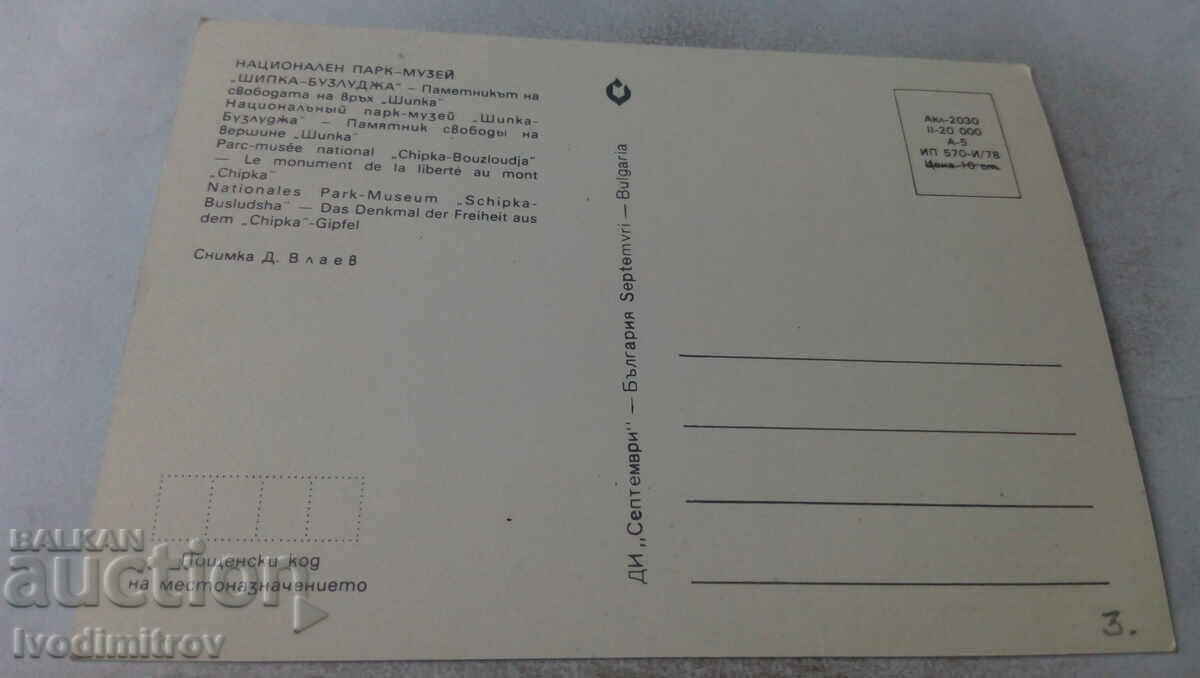 НАЦИОНАЛЕН ПАРК-МУЗЕЙ
„ШИПКА-БУЗЛУДЖА" — Паметникът на
свободата на връх „Шипка"
Национальный парк-музей „Шипка-
Бузлуджа" — Памятник свободы на
вершине „Шипка"
Parc-musée national „Chipka-Bouzloudja"
— Le monument de la liberté au mont
„Chipka"
Nationales Park-Museum „Schipka-
Busludsha" — Das Denkmal der Freiheit aus
dem „Chipka"-Gipfel
Снимка Д. Влаев
Пощенски код
на местоназначението
ДИ „Септември" — България Septemvri — Bulgaria
Акл-2030
II-20 000
А-5
ИП 570-И/78
Цена 10 ст.
3.
BALKAN
auction
Ivodimitrov